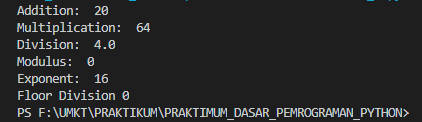 Addition:  20
Multiplication:  64
Division:  4.0
Modulus:  0
Exponent:  16
Floor Division 0
PS F:\UMKT\PRAKTIKUM\PRAKTIMUM_DASAR_PEMROGRAMAN_PYTHON>